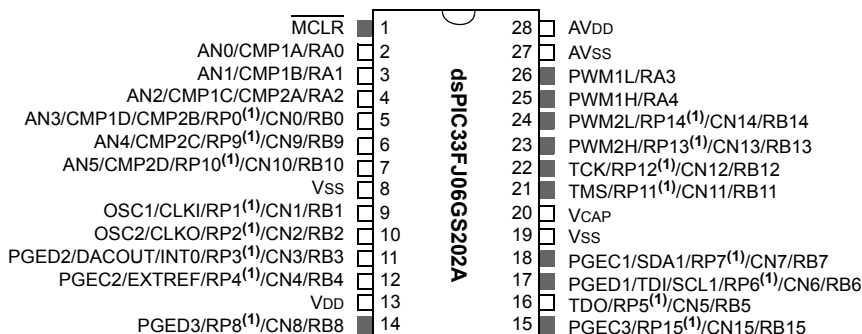 MCLR 1
AN0/CMP1A/RA0 2
AN1/CMP1B/RA1 3
AN2/CMP1C/CMP2A/RA2 4
AN3/CMP1D/CMP2B/RP0(1)/CN0/RB0 5
AN4/CMP2C/RP9(1)/CN9/RB9 6
AN5/CMP2D/RP10(1)/CN10/RB10 7
VSS 8
OSC1/CLKI/RP1(1)/CN1/RB1 9
OSC2/CLKO/RP2(1)/CN2/RB2 10
PGED2/DACOUT/INT0/RP3(1)/CN3/RB3 11
PGEC2/EXTREF/RP4(1)/CN4/RB4 12
VDD 13
PGED3/RP8(1)/CN8/RB8 14
dsPIC33FJ06GS202A
28 AVDD
27 AVSS
26 PWM1L/RA3
25 PWM1H/RA4
24 PWM2L/RP14(1)/CN14/RB14
23 PWM2H/RP13(1)/CN13/RB13
22 TCK/RP12(1)/CN12/RB12
21 TMS/RP11(1)/CN11/RB11
20 VCAP
19 VSS
18 PGEC1/SDA1/RP7(1)/CN7/RB7
17 PGED1/TDI/SCL1/RP6(1)/CN6/RB6
16 TDO/RP5(1)/CN5/RB5
15 PGEC3/RP15(1)/CN15/RB15